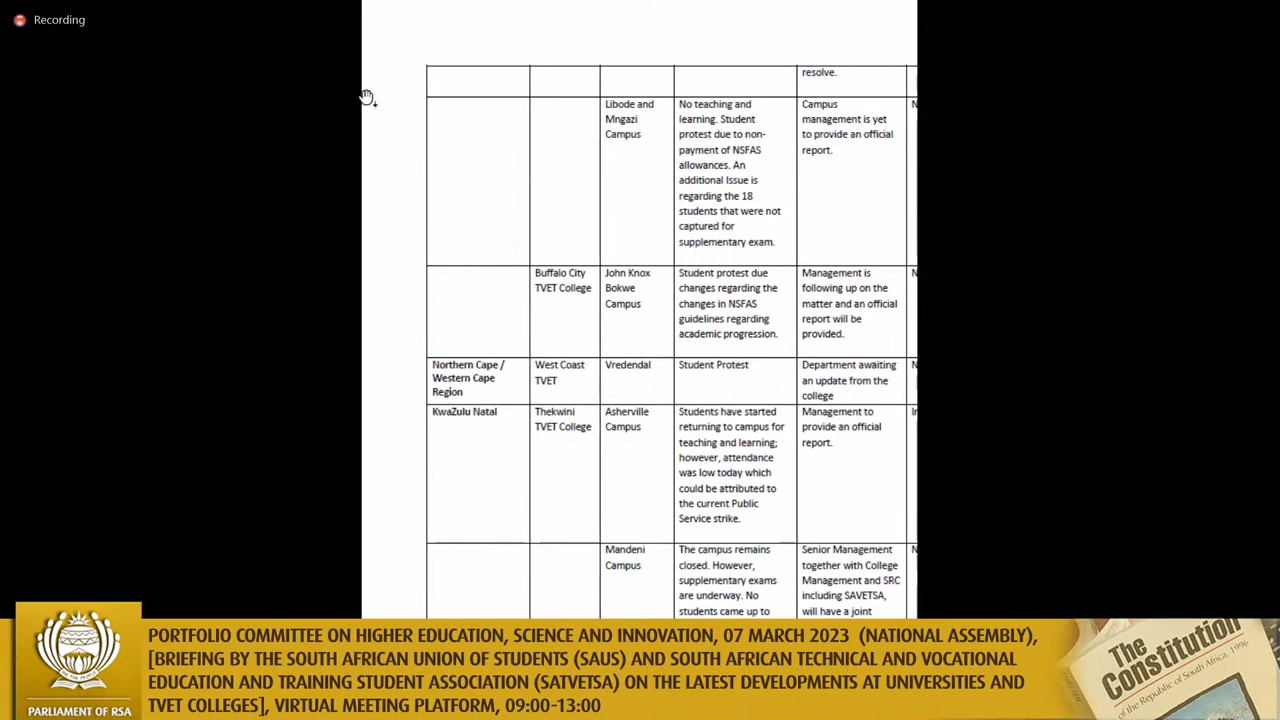 Recording
resolve.
Libode and
Mngazi
Campus
No teaching and
learning. Student
protest due to non-
payment of NSFAS
allowances. An
additional Issue is
regarding the 18
students that were not
captured for
supplementary exam.
Campus
management is yet
to provide an official
report.
N
Buffalo City
TVET College
John Knox
Bokwe
Campus
Student protest due
changes regarding the
changes in NSFAS
guidelines regarding
academic progression.
Management is
following up on the
matter and an official
report will be
provided.
N
Northern Cape /
Western Cape
Region
West Coast
TVET
Vredendal
Student Protest
Department awaiting
an update from the
college
N
KwaZulu Natal
Thekwini
TVET College
Asherville
Campus
Students have started
returning to campus for
teaching and learning;
however, attendance
was low today which
could be attributed to
the current Public
Service strike.
Management to
provide an official
report.
Mandeni
Campus
The campus remains
closed. However,
supplementary exams
are underway. No
students came up to
Senior Management
together with College
Management and SRC
including SAVETSA,
will have a joint
N
PARLIAMENT OF RSA
PORTFOLIO COMMITTEE ON HIGHER EDUCATION, SCIENCE AND INNOVATION, 07 MARCH 2023 (NATIONAL ASSEMBLY),
[BRIEFING BY THE SOUTH AFRICAN UNION OF STUDENTS (SAUS) AND SOUTH AFRICAN TECHNICAL AND VOCATIONAL
EDUCATION AND TRAINING STUDENT ASSOCIATION (SATVETSA) ON THE LATEST DEVELOPMENTS AT UNIVERSITIES AND
TVET COLLEGES], VIRTUAL MEETING PLATFORM, 09:00-13:00
The
Constitution
of the Republic of South Africa, 1996